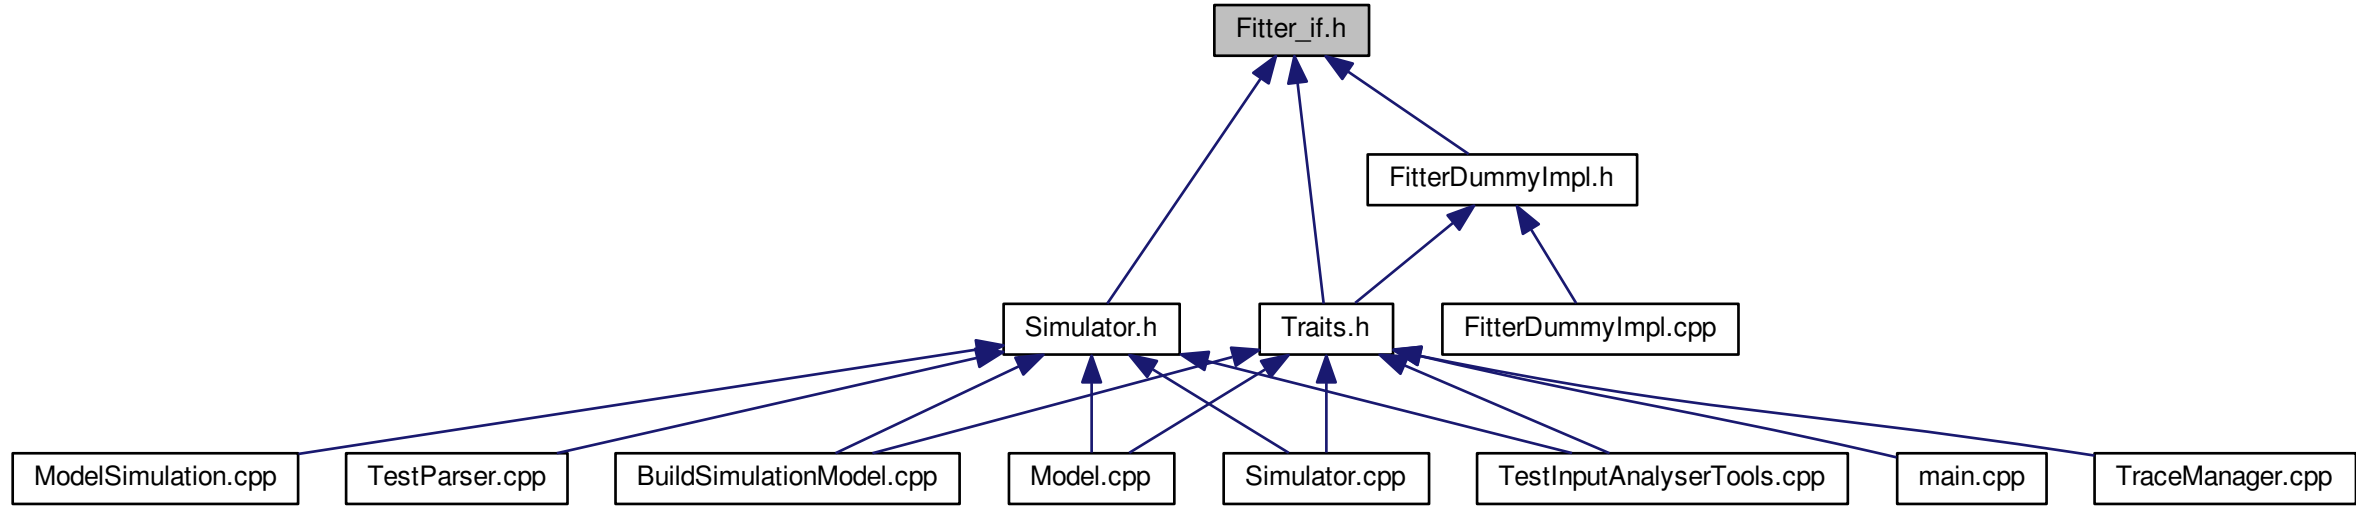 Fitter_if.h
FitterDummyImpl.h
Simulator.h
Traits.h
FitterDummyImpl.cpp
ModelSimulation.cpp
TestParser.cpp
BuildSimulationModel.cpp
Model.cpp
Simulator.cpp
TestInputAnalyserTools.cpp
main.cpp
TraceManager.cpp